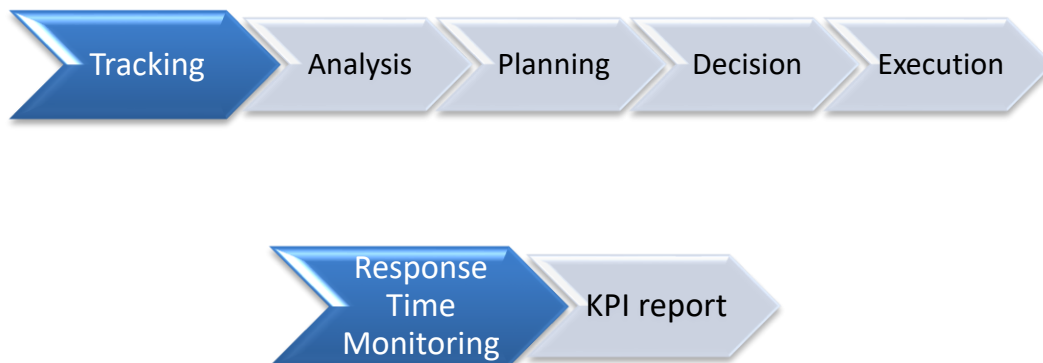 Tracking
Analysis
Planning
Decision
Execution
Response
Time
Monitoring
KPI report